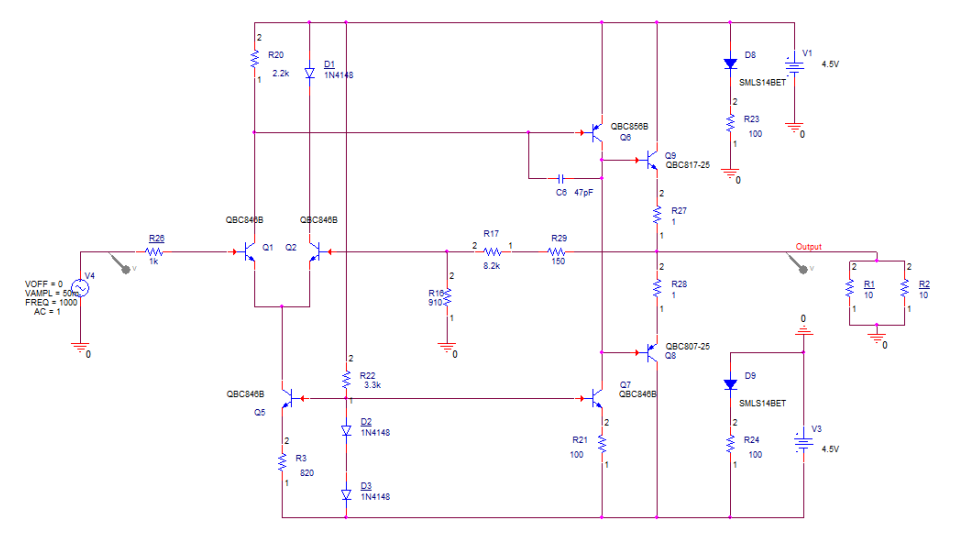 2
R20
2.2k
1
D1
1N4148
QBC856B
Q6
Q9
QBC817-25
C6 47pF
D8
SMLS14BET
2
R23
100
1
0
V1
4.5V
0
2
R27
1
1
QBC846B
QBC846B
R26
1k
Q1
Q2
2
R17
1
8.2k
R29
150
Output
V
V
V4
VOFF = 0
VAMPL = 50m
FREQ = 1000
AC = 1
0
2
R16
910
1
0
2
R28
1
1
2
R1
10
1
2
R2
10
1
0
0
QBC807-25
Q8
2
R22
3.3k
1
QBC846B
Q5
Q7
QBC846B
D2
1N4148
D9
SMLS14BET
2
R3
820
1
D3
1N4148
2
R21
100
1
2
R24
100
1
V3
4.5V